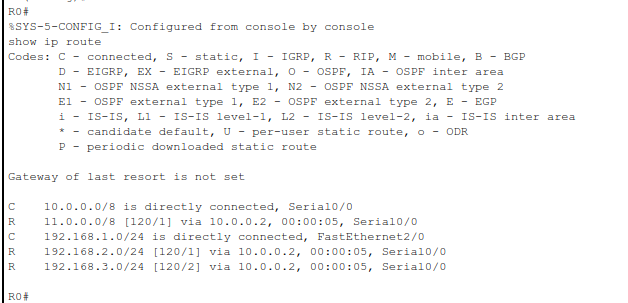 R0#
%SYS-5-CONFIG_I: Configured from console by console
show ip route
Codes: C - connected, S - static, I - IGRP, R - RIP, M - mobile, B - BGP
       D - EIGRP, EX - EIGRP external, O - OSPF, IA - OSPF inter area
       N1 - OSPF NSSA external type 1, N2 - OSPF NSSA external type 2
       E1 - OSPF external type 1, E2 - OSPF external type 2, E - EGP
       i - IS-IS, L1 - IS-IS level-1, L2 - IS-IS level-2, ia - IS-IS inter area
       * - candidate default, U - per-user static route, o - ODR
       P - periodic downloaded static route

Gateway of last resort is not set

C    10.0.0.0/8 is directly connected, Serial0/0
R    11.0.0.0/8 [120/1] via 10.0.0.2, 00:00:05, Serial0/0
C    192.168.1.0/24 is directly connected, FastEthernet2/0
R    192.168.2.0/24 [120/1] via 10.0.0.2, 00:00:05, Serial0/0
R    192.168.3.0/24 [120/2] via 10.0.0.2, 00:00:05, Serial0/0

R0#